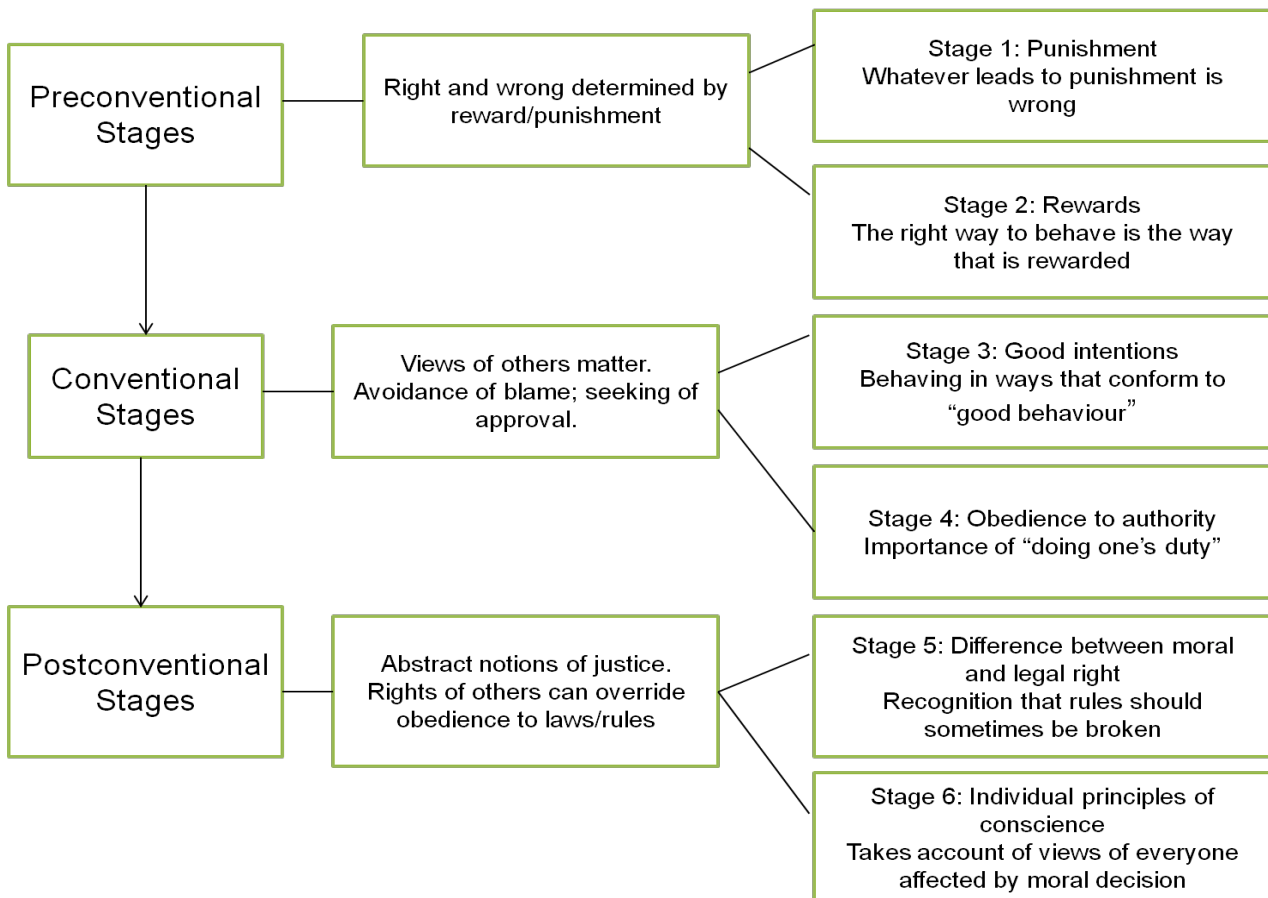 Preconventional
Stages
Right and wrong determined by
reward/punishment
Stage 1: Punishment
Whatever leads to punishment is
wrong
Stage 2: Rewards
The right way to behave is the way
that is rewarded
Conventional
Stages
Views of others matter.
Avoidance of blame; seeking of
approval.
Stage 3: Good intentions
Behaving in ways that conform to
“good behaviour”
Stage 4: Obedience to authority
Importance of “doing one’s duty”
Postconventional
Stages
Abstract notions of justice.
Rights of others can override
obedience to laws/rules
Stage 5: Difference between moral
and legal right
Recognition that rules should
sometimes be broken
Stage 6: Individual principles of
conscience
Takes account of views of everyone
affected by moral decision